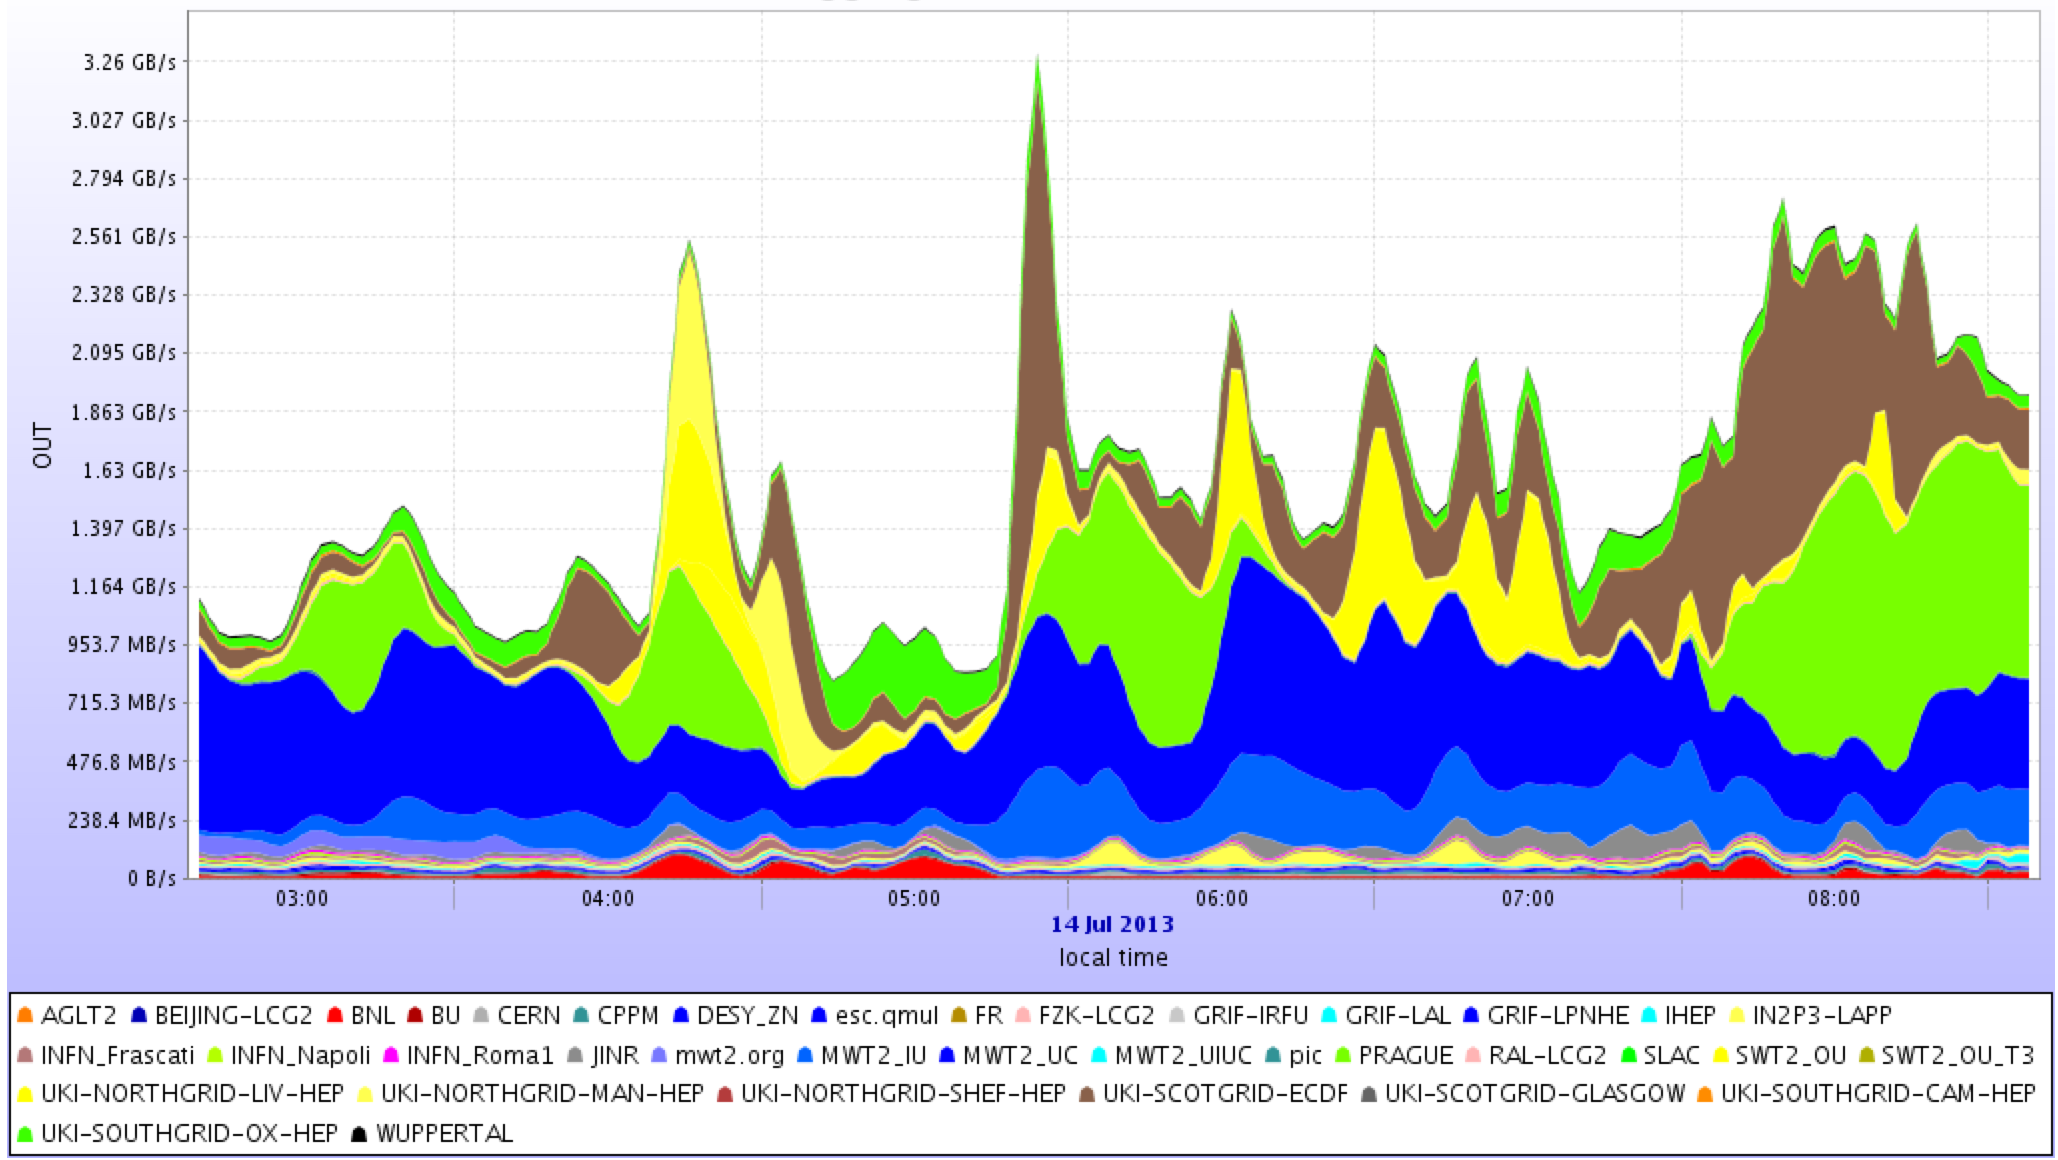 3.26 GB/s
3.027 GB/s
2.794 GB/s
2.561 GB/s
2.328 GB/s
2.095 GB/s
1.863 GB/s
1.63 GB/s
1.397 GB/s
1.164 GB/s
953.7 MB/s
715.3 MB/s
476.8 MB/s
238.4 MB/s
0 B/s
OUT
03:00 04:00 05:00 06:00 07:00 08:00
14 Jul 2013
local time
AGLT2 BEIJING-LCG2 BNL BU CERN CPPM DESY_ZN esc.qmul FR FZK-LCG2 GRIF-IRFU GRIF-LAL GRIF-LPNHE IHEP IN2P3-LAPP
INFN_Frascati INFN_Napoli INFN_Roma1 JINR mwt2.org MWT2_IU MWT2_UC MWT2_UIUC pic PRAGUE RAL-LCG2 SLAC SWT2_OU SWT2_OU_T3
UKI-NORTHGRID-LIV-HEP UKI-NORTHGRID-MAN-HEP UKI-NORTHGRID-SHEF-HEP UKI-SCOTGRID-ECDF UKI-SCOTGRID-GLASGOW UKI-SOUTHGRID-CAM-HEP
UKI-SOUTHGRID-OX-HEP WUPPERTAL